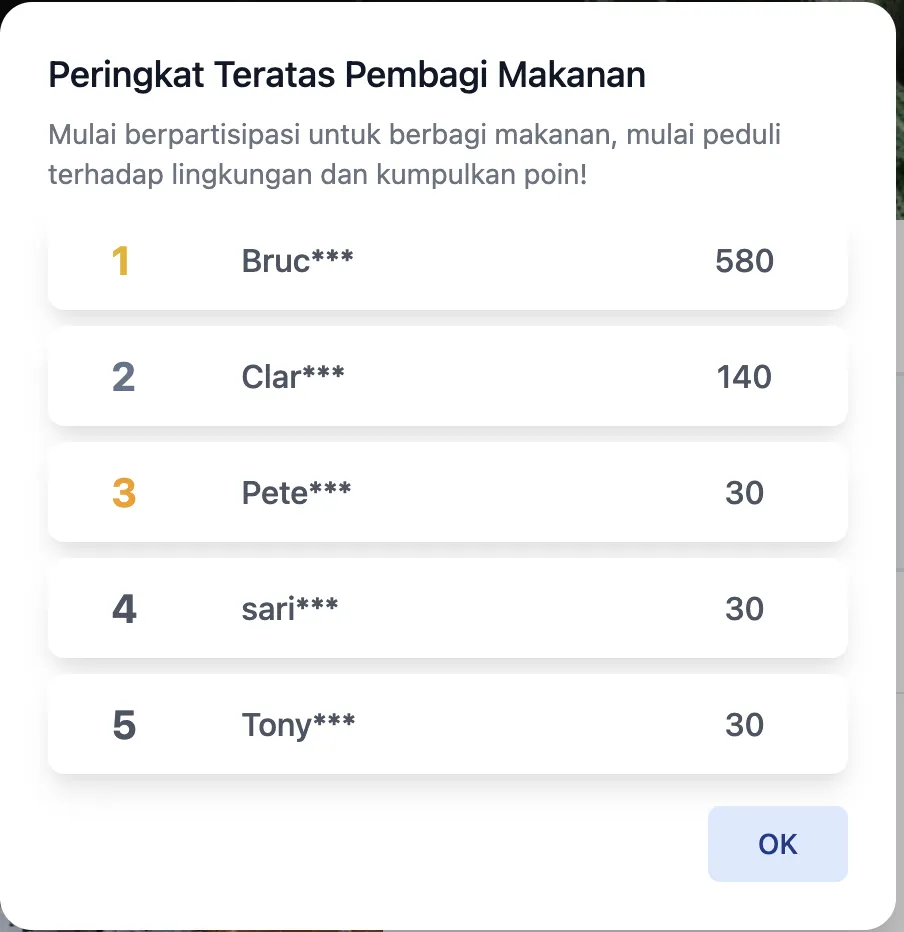 Peringkat Teratas Pembagi Makanan
Mulai berpartisipasi untuk berbagi makanan, mulai peduli
terhadap lingkungan dan kumpulkan poin!
1 Bruc*** 580
2 Clar*** 140
3 Pete*** 30
4 sari*** 30
5 Tony*** 30
OK